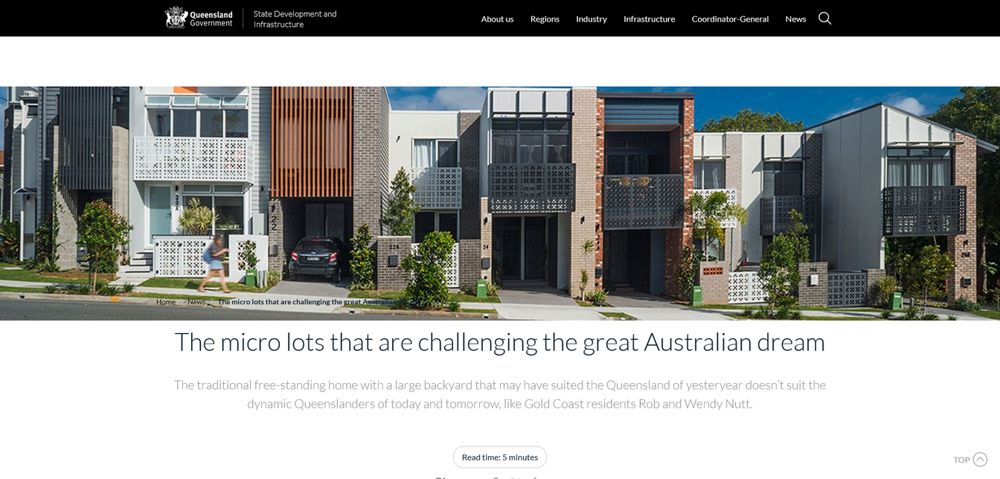 Queensland
Government
State Development and
Infrastructure
About us
Regions
Industry
Infrastructure
Coordinator-General
News
Home
News
The micro lots that are challenging the great Australian
The micro lots that are challenging the great Australian dream
The traditional free-standing home with a large backyard that may have suited the Queensland of yesteryear doesn’t suit the
dynamic Queenslanders of today and tomorrow, like Gold Coast residents Rob and Wendy Nutt.
Read time: 5 minutes
TOP